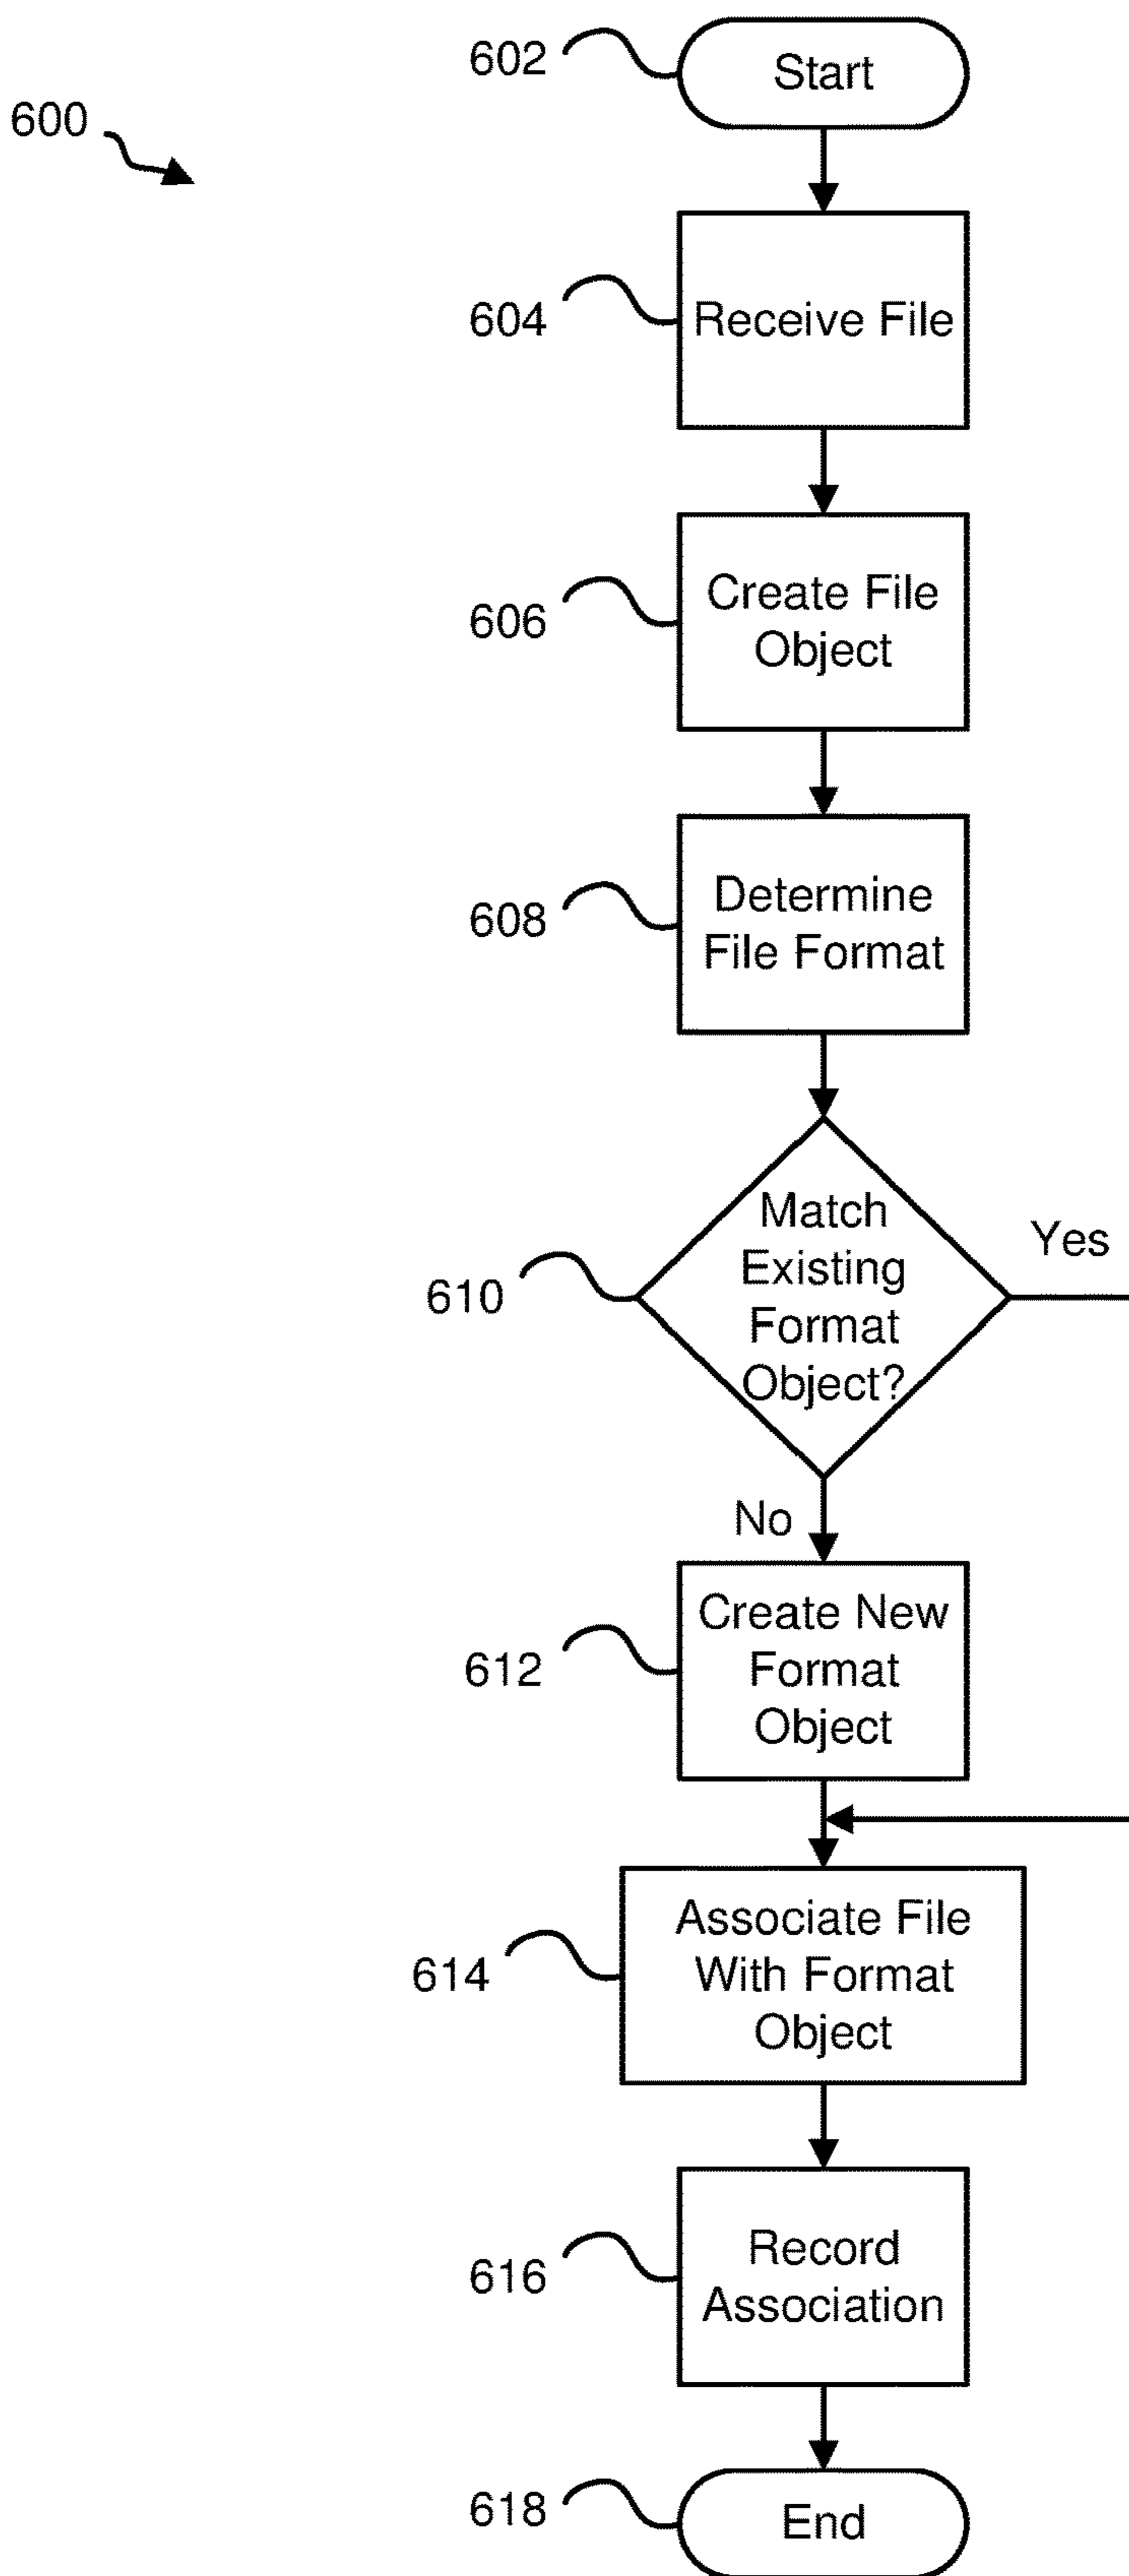 602
Start
600
604
Receive File
606
Create File
Object
608
Determine
File Format
610
Match
Existing
Format
Object?
Yes
No
612
Create New
Format
Object
614
Associate File
With Format
Object
616
Record
Association
618
End